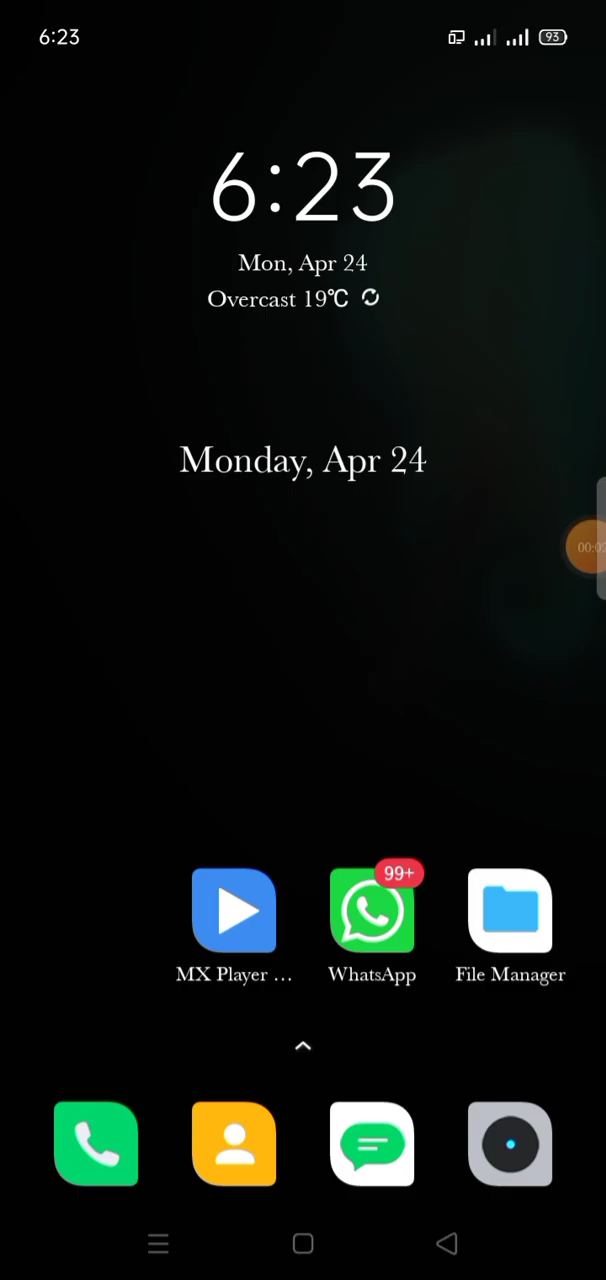 6:23
93
6:23
Mon, Apr 24
Overcast 19℃
Monday, Apr 24
99+
MX Player ...
WhatsApp
File Manager